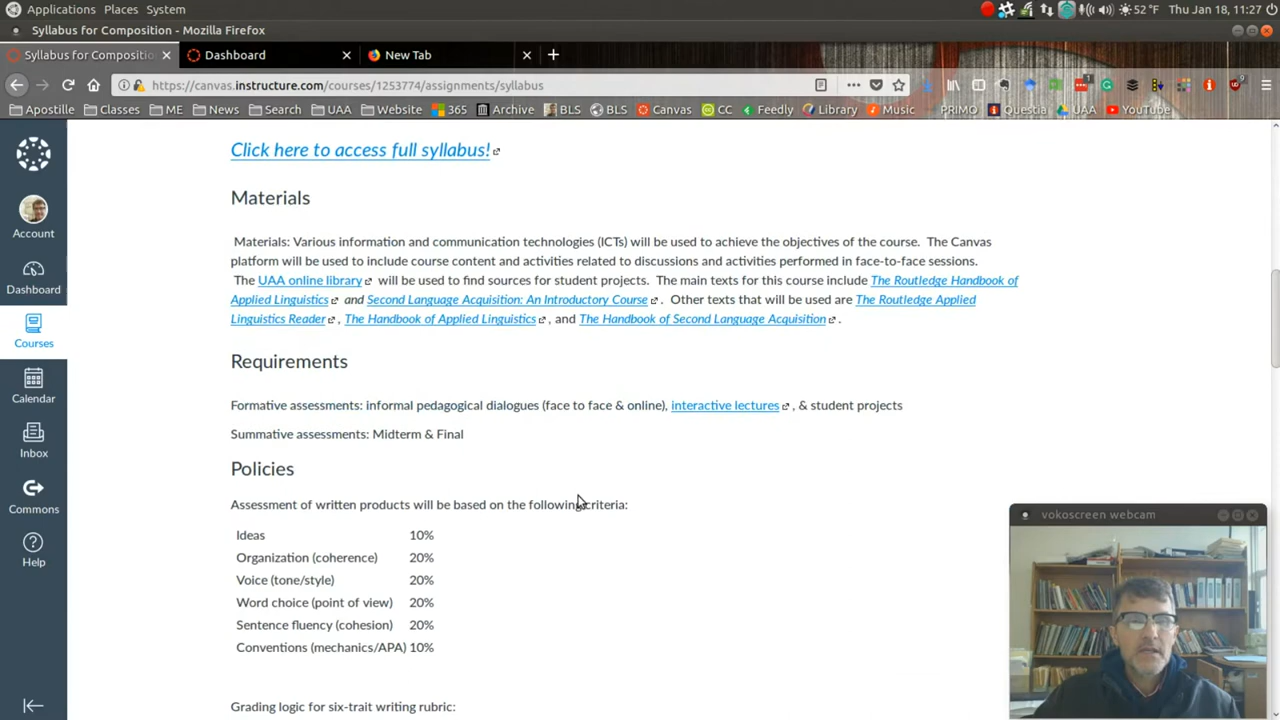 Applications Places System 52 °F Thu Jan 18, 11:27
Syllabus for Composition - Mozilla Firefox
Syllabus for Composition Dashboard New Tab
https://canvas.instructure.com/courses/1253774/assignments/syllabus
Apostille Classes ME News Search UAA Website 365 Archive BLS BLS Canvas CC Feedly Library Music PRIMO Questia UAA YouTube
Click here to access full syllabus!
Materials
Materials: Various information and communication technologies (ICTs) will be used to achieve the objectives of the course. The Canvas
platform will be used to include course content and activities related to discussions and activities performed in face-to-face sessions.
The UAA online library will be used to find sources for student projects. The main texts for this course include The Routledge Handbook of
Applied Linguistics and Second Language Acquisition: An Introductory Course . Other texts that will be used are The Routledge Applied
Linguistics Reader , The Handbook of Applied Linguistics , and The Handbook of Second Language Acquisition .
Requirements
Formative assessments: informal pedagogical dialogues (face to face & online), interactive lectures , & student projects
Summative assessments: Midterm & Final
Policies
Assessment of written products will be based on the following criteria:
Ideas 10%
Organization (coherence) 20%
Voice (tone/style) 20%
Word choice (point of view) 20%
Sentence fluency (cohesion) 20%
Conventions (mechanics/APA) 10%
Grading logic for six-trait writing rubric:
Account
Dashboard
Courses
Calendar
Inbox
Commons
Help
vokoscreen webcam